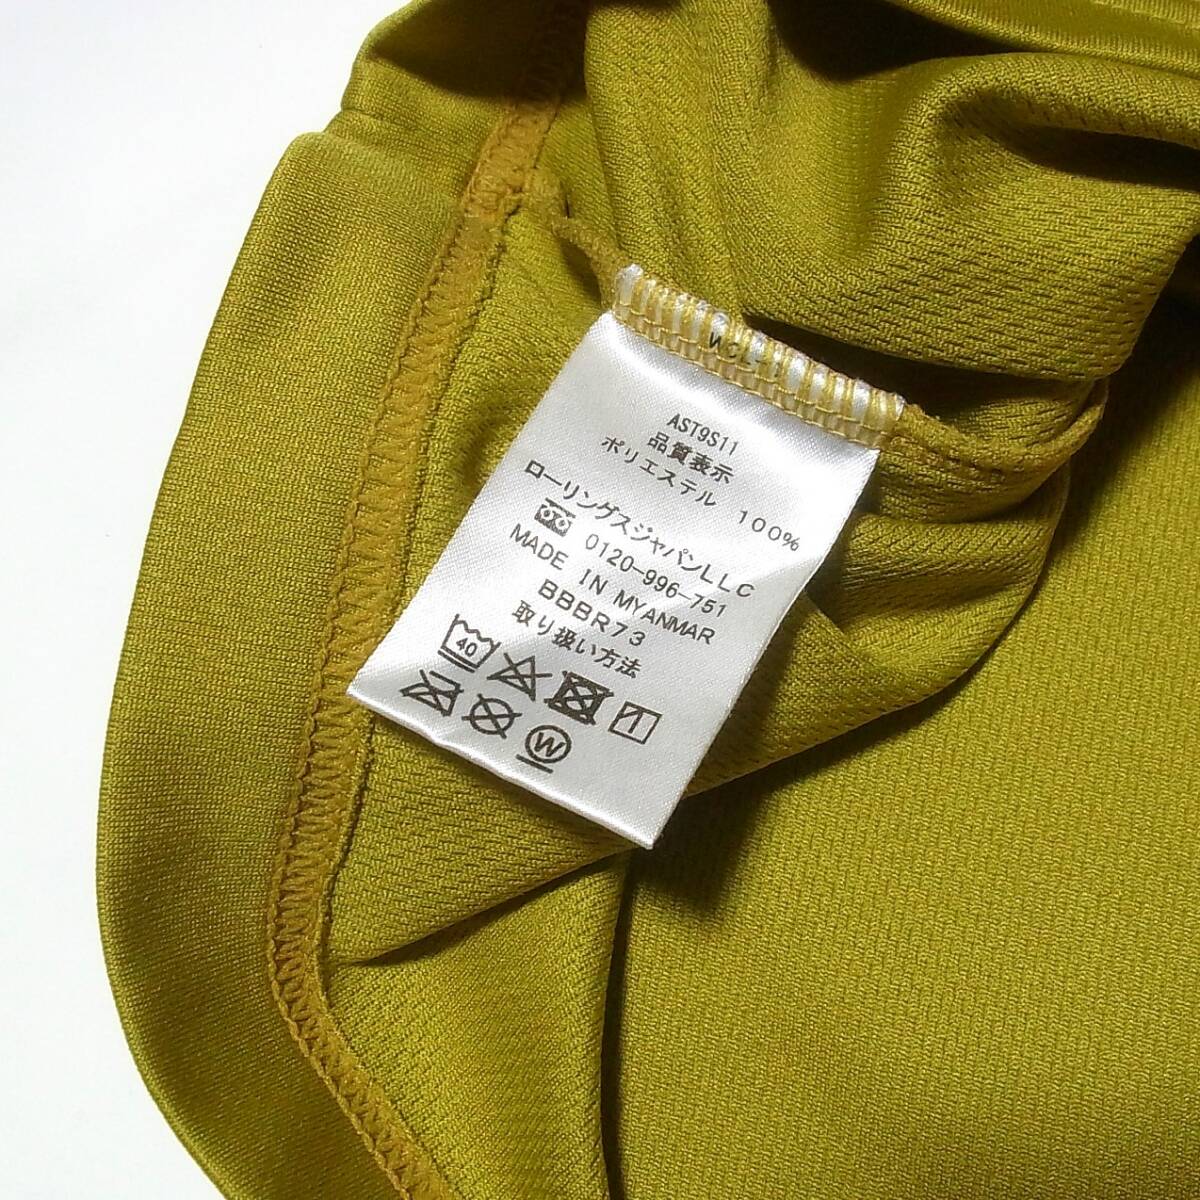 AST9S11
品質表示
ポリエステル 100%
ローリングスジャパンLLC
0120-996-751
MADE IN MYANMAR
BBBR73
取り扱い方法
40
W